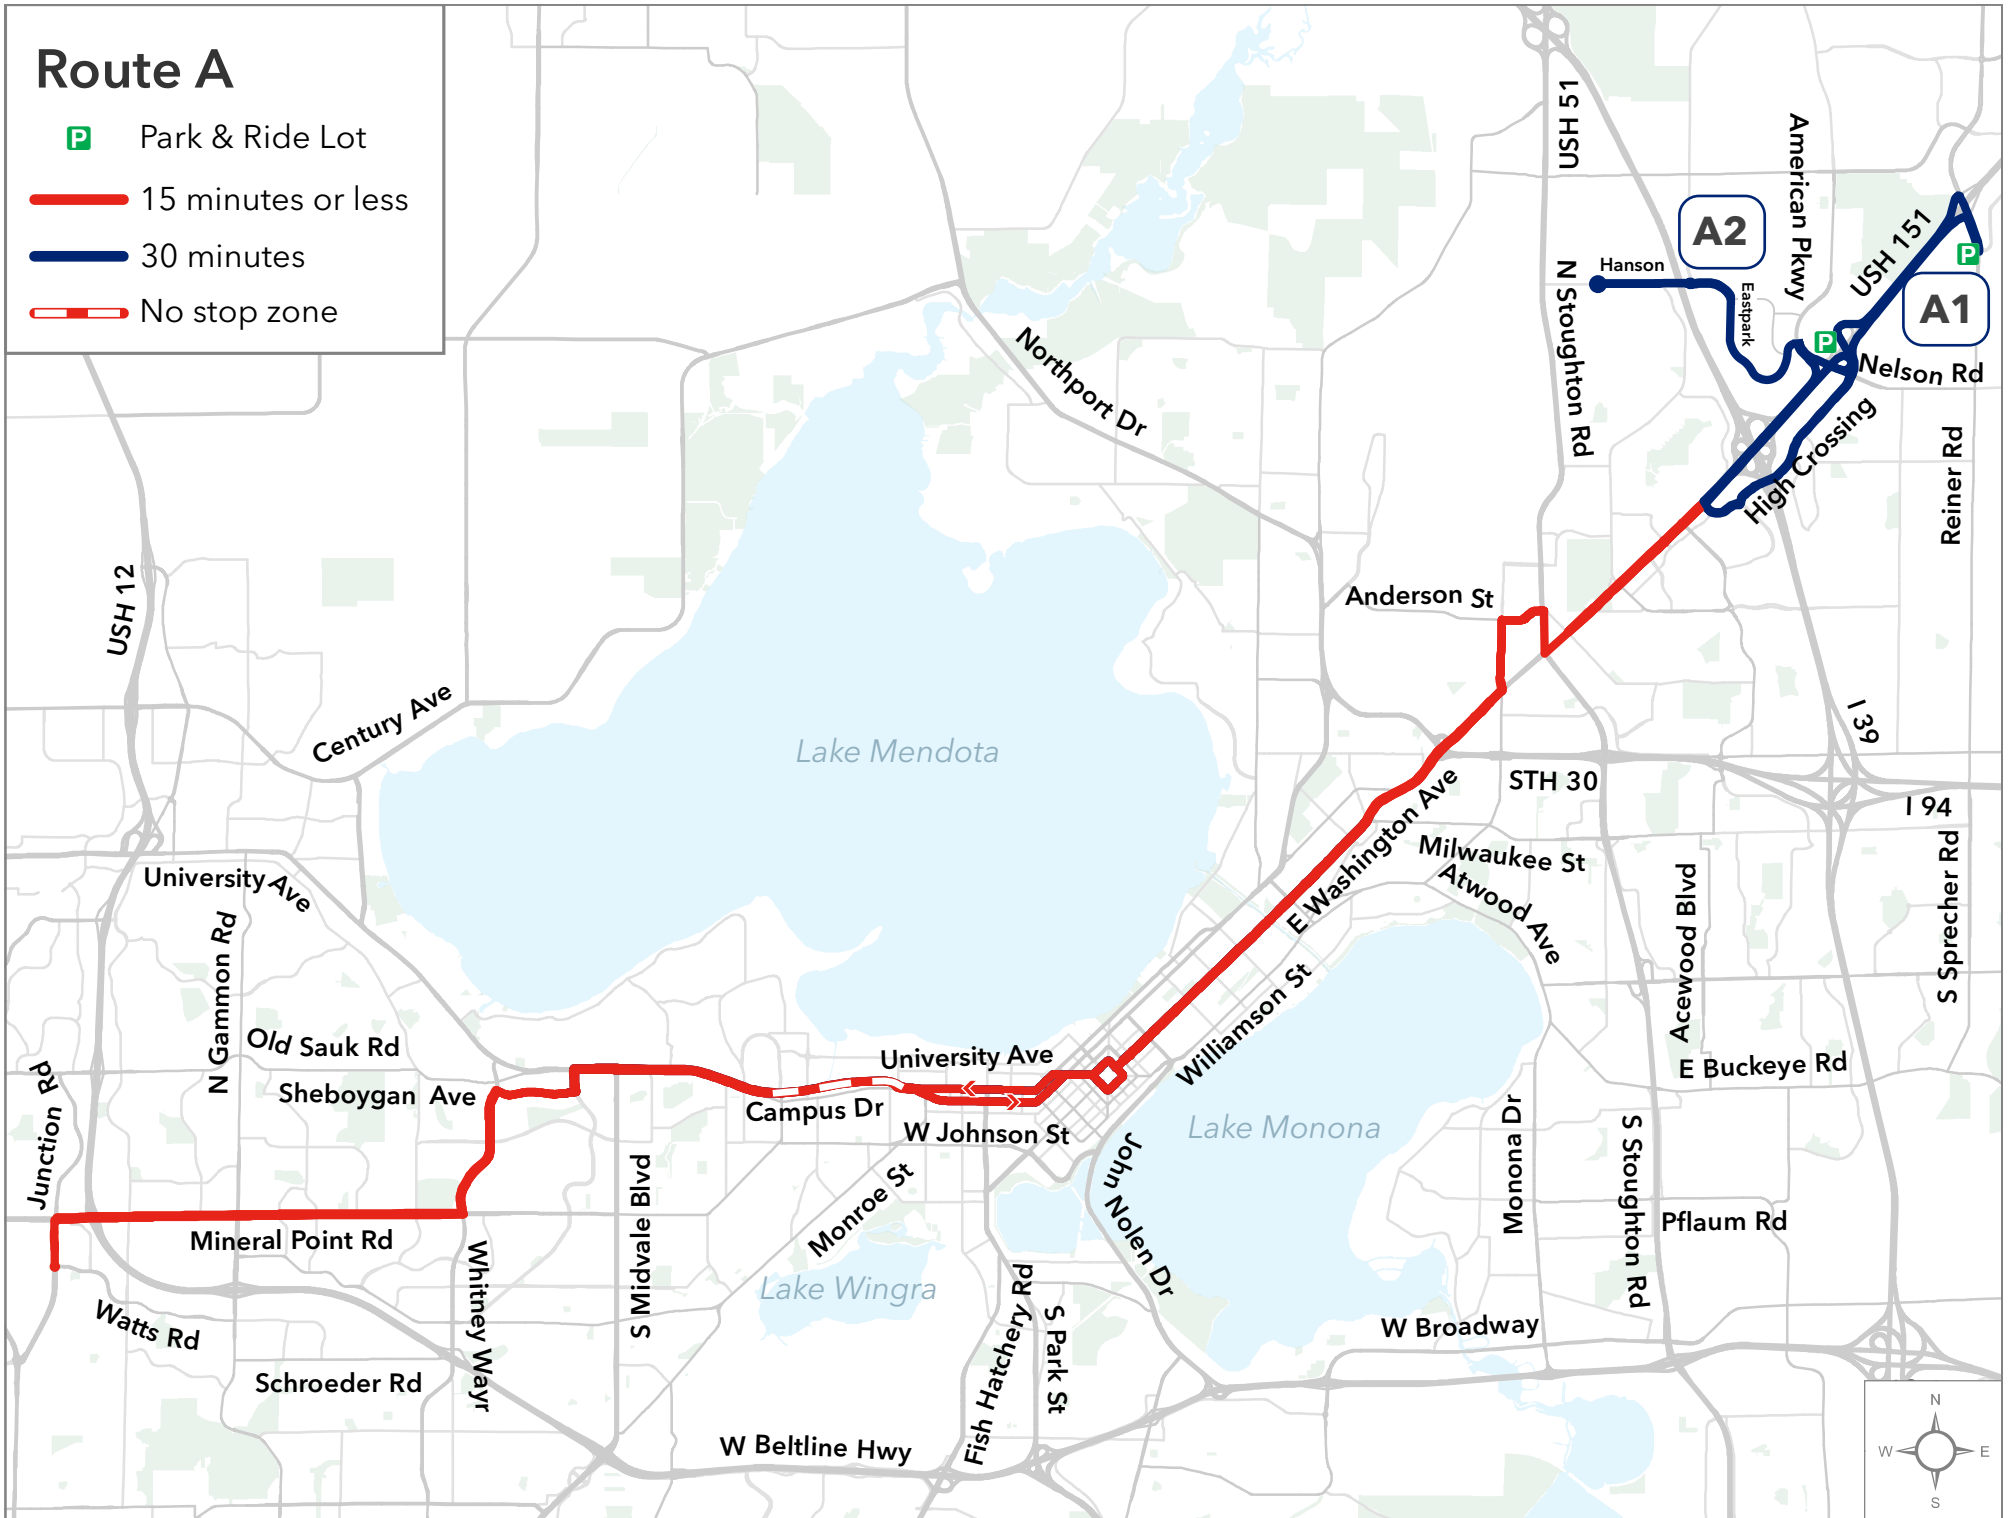 Route A
P Park & Ride Lot
15 minutes or less
30 minutes
No stop zone
USH 51
American Pkwy
A2
USH 151
P
Hanson
N Stoughton Rd
Eastpark
A1
P
Nelson Rd
Northport Dr
High Crossing
Reiner Rd
USH 12
Anderson St
Century Ave
I 39
Lake Mendota
STH 30
I 94
E Washington Ave
Milwaukee St
Atwood Ave
University Ave
N Gammon Rd
Acewood Blvd
S Sprecher Rd
Williamson St
Old Sauk Rd
University Ave
E Buckeye Rd
Junction Rd
Sheboygan Ave
Campus Dr
W Johnson St
Lake Monona
Monona Dr
S Stoughton Rd
John Nolen Dr
Monroe St
S Midvale Blvd
Mineral Point Rd
Pflaum Rd
Whitney Wayr
Lake Wingra
Fish Hatchery Rd
S Park St
Watts Rd
W Broadway
Schroeder Rd
W Beltline Hwy
N
W E
S